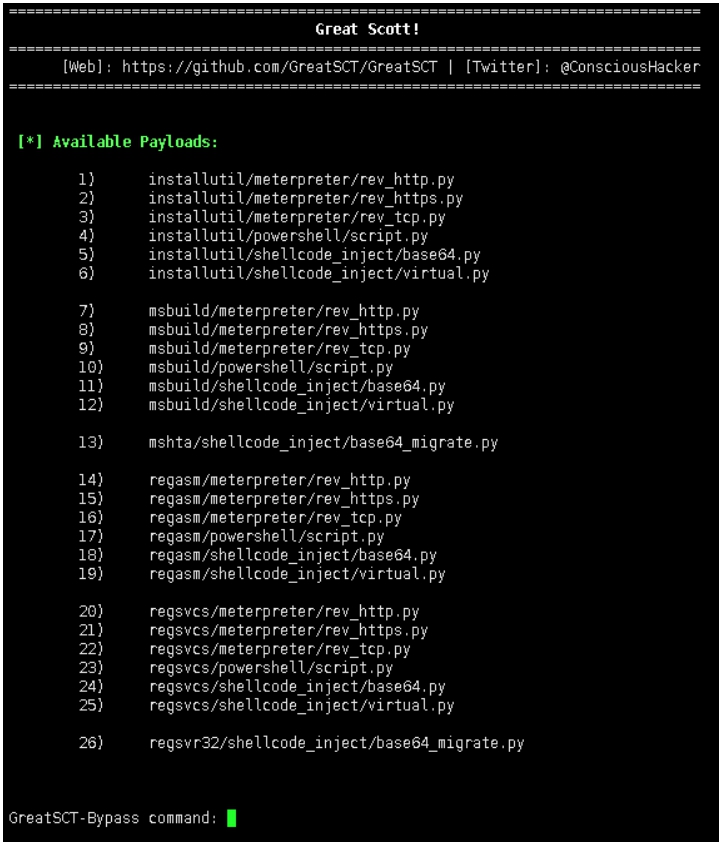 ===============================================================================
Great Scott!
===============================================================================
[Web]: https://github.com/GreatSCT/GreatSCT | [Twitter]: @ConsciousHacker
===============================================================================
[*] Available Payloads:
1) installutil/meterpreter/rev_http.py
2) installutil/meterpreter/rev_https.py
3) installutil/meterpreter/rev_tcp.py
4) installutil/powershell/script.py
5) installutil/shellcode_inject/base64.py
6) installutil/shellcode_inject/virtual.py
7) msbuild/meterpreter/rev_http.py
8) msbuild/meterpreter/rev_https.py
9) msbuild/meterpreter/rev_tcp.py
10) msbuild/powershell/script.py
11) msbuild/shellcode_inject/base64.py
12) msbuild/shellcode_inject/virtual.py
13) mshta/shellcode_inject/base64_migrate.py
14) regasm/meterpreter/rev_http.py
15) regasm/meterpreter/rev_https.py
16) regasm/meterpreter/rev_tcp.py
17) regasm/powershell/script.py
18) regasm/shellcode_inject/base64.py
19) regasm/shellcode_inject/virtual.py
20) regsvcs/meterpreter/rev_http.py
21) regsvcs/meterpreter/rev_https.py
22) regsvcs/meterpreter/rev_tcp.py
23) regsvcs/powershell/script.py
24) regsvcs/shellcode_inject/base64.py
25) regsvcs/shellcode_inject/virtual.py
26) regsvr32/shellcode_inject/base64_migrate.py
GreatSCT-Bypass command: